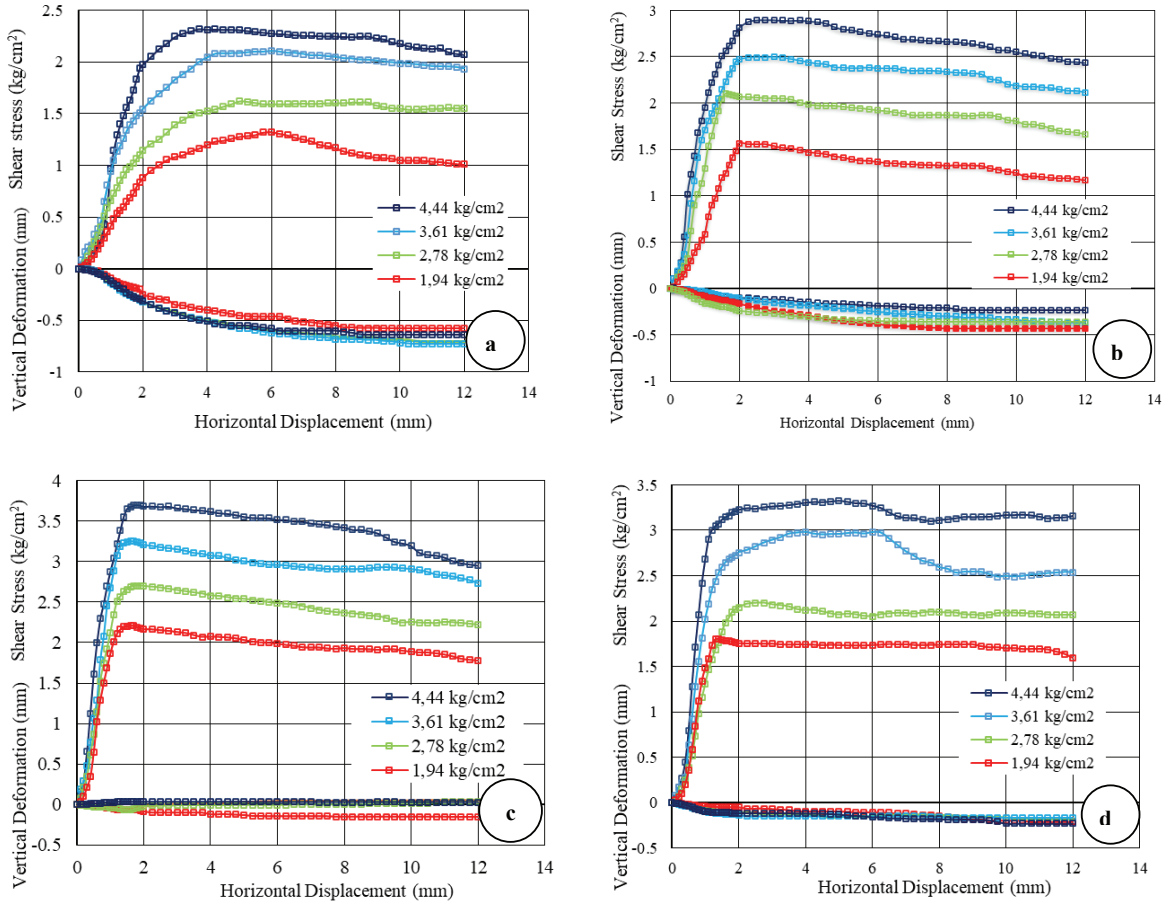 2.5
2
1.5
1
0.5
0
-0.5
-1
Shear stress (kg/cm²)
Vertical Deformation (mm)
4,44 kg/cm2
3,61 kg/cm2
2,78 kg/cm2
1,94 kg/cm2
a
0 2 4 6 8 10 12 14
Horizontal Displacement (mm)
3
2.5
2
1.5
1
0.5
0
-0.5
-1
Shear Stress (kg/cm²)
Vertical Deformation (mm)
4,44 kg/cm2
3,61 kg/cm2
2,78 kg/cm2
1,94 kg/cm2
b
0 2 4 6 8 10 12 14
Horizontal Displacement (mm)
4
3.5
3
2.5
2
1.5
1
0.5
0
-0.5
Shear Stress (kg/cm²)
Vertical Deformation (mm)
4,44 kg/cm2
3,61 kg/cm2
2,78 kg/cm2
1,94 kg/cm2
c
0 2 4 6 8 10 12 14
Horizontal Displacement (mm)
3.5
3
2.5
2
1.5
1
0.5
0
-0.5
Shear Stress (kg/cm²)
Vertical Deformation (mm)
4,44 kg/cm2
3,61 kg/cm2
2,78 kg/cm2
1,94 kg/cm2
d
0 2 4 6 8 10 12 14
Horizontal Displacement (mm)